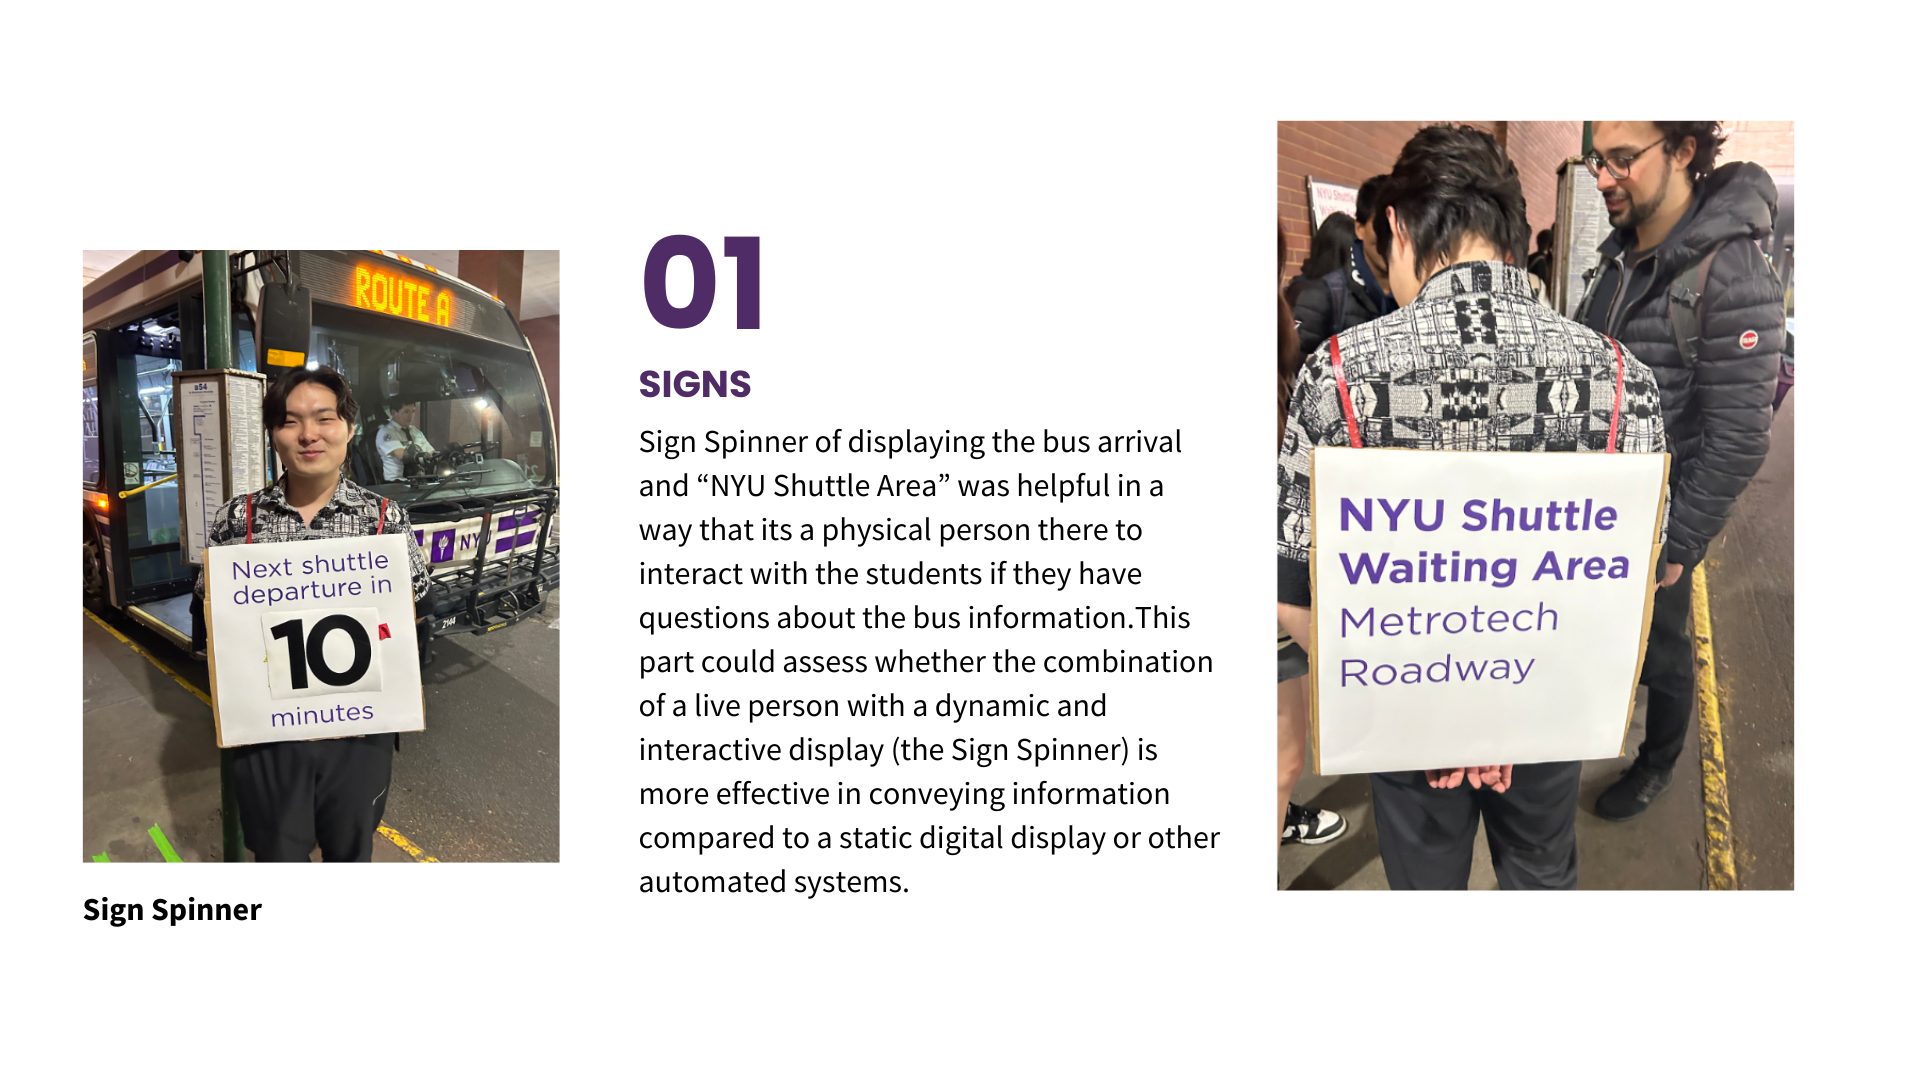 ROUTE A
B54
NYU
2144
Next shuttle
departure in
10
minutes
Sign Spinner
01
SIGNS
Sign Spinner of displaying the bus arrival
and “NYU Shuttle Area” was helpful in a
way that its a physical person there to
interact with the students if they have
questions about the bus information.This
part could assess whether the combination
of a live person with a dynamic and
interactive display (the Sign Spinner) is
more effective in conveying information
compared to a static digital display or other
automated systems.
NYU Shuttle
NYU Shuttle
Waiting Area
Metrotech
Roadway